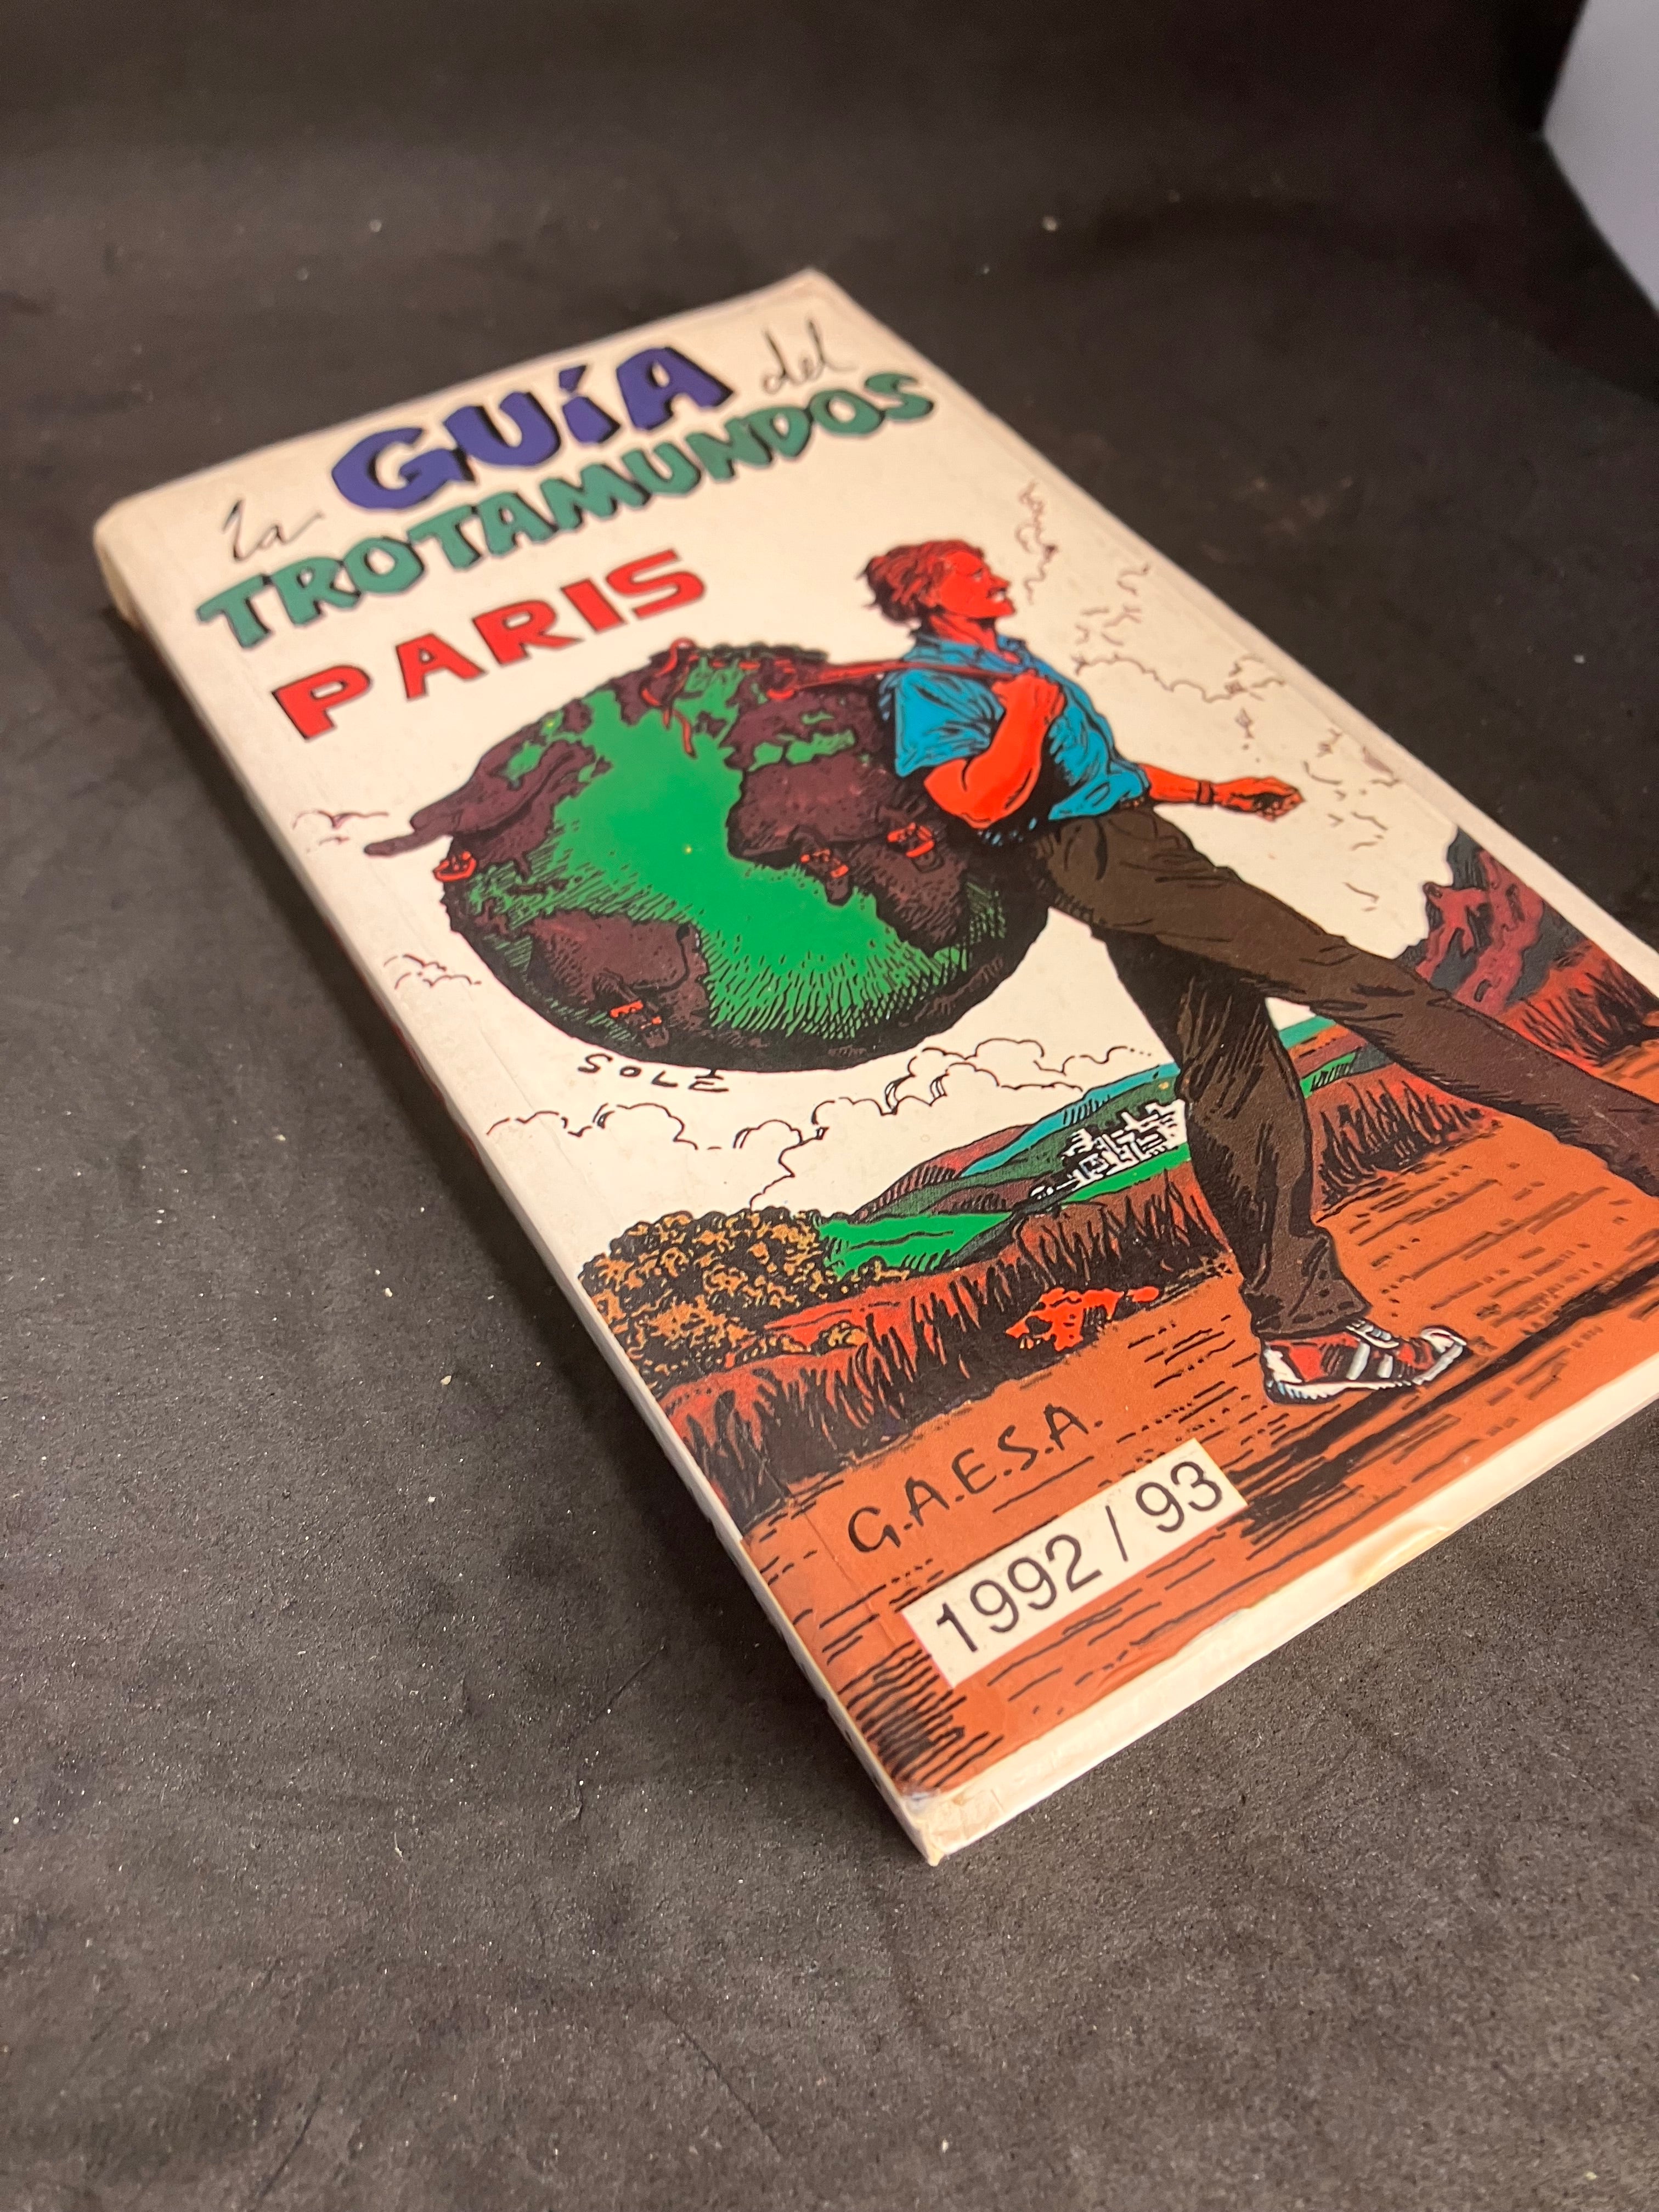 la GUÍA del
TROTAMUNDOS
PARIS
SOLÉ
G.A.E.S.A.
1992 / 93